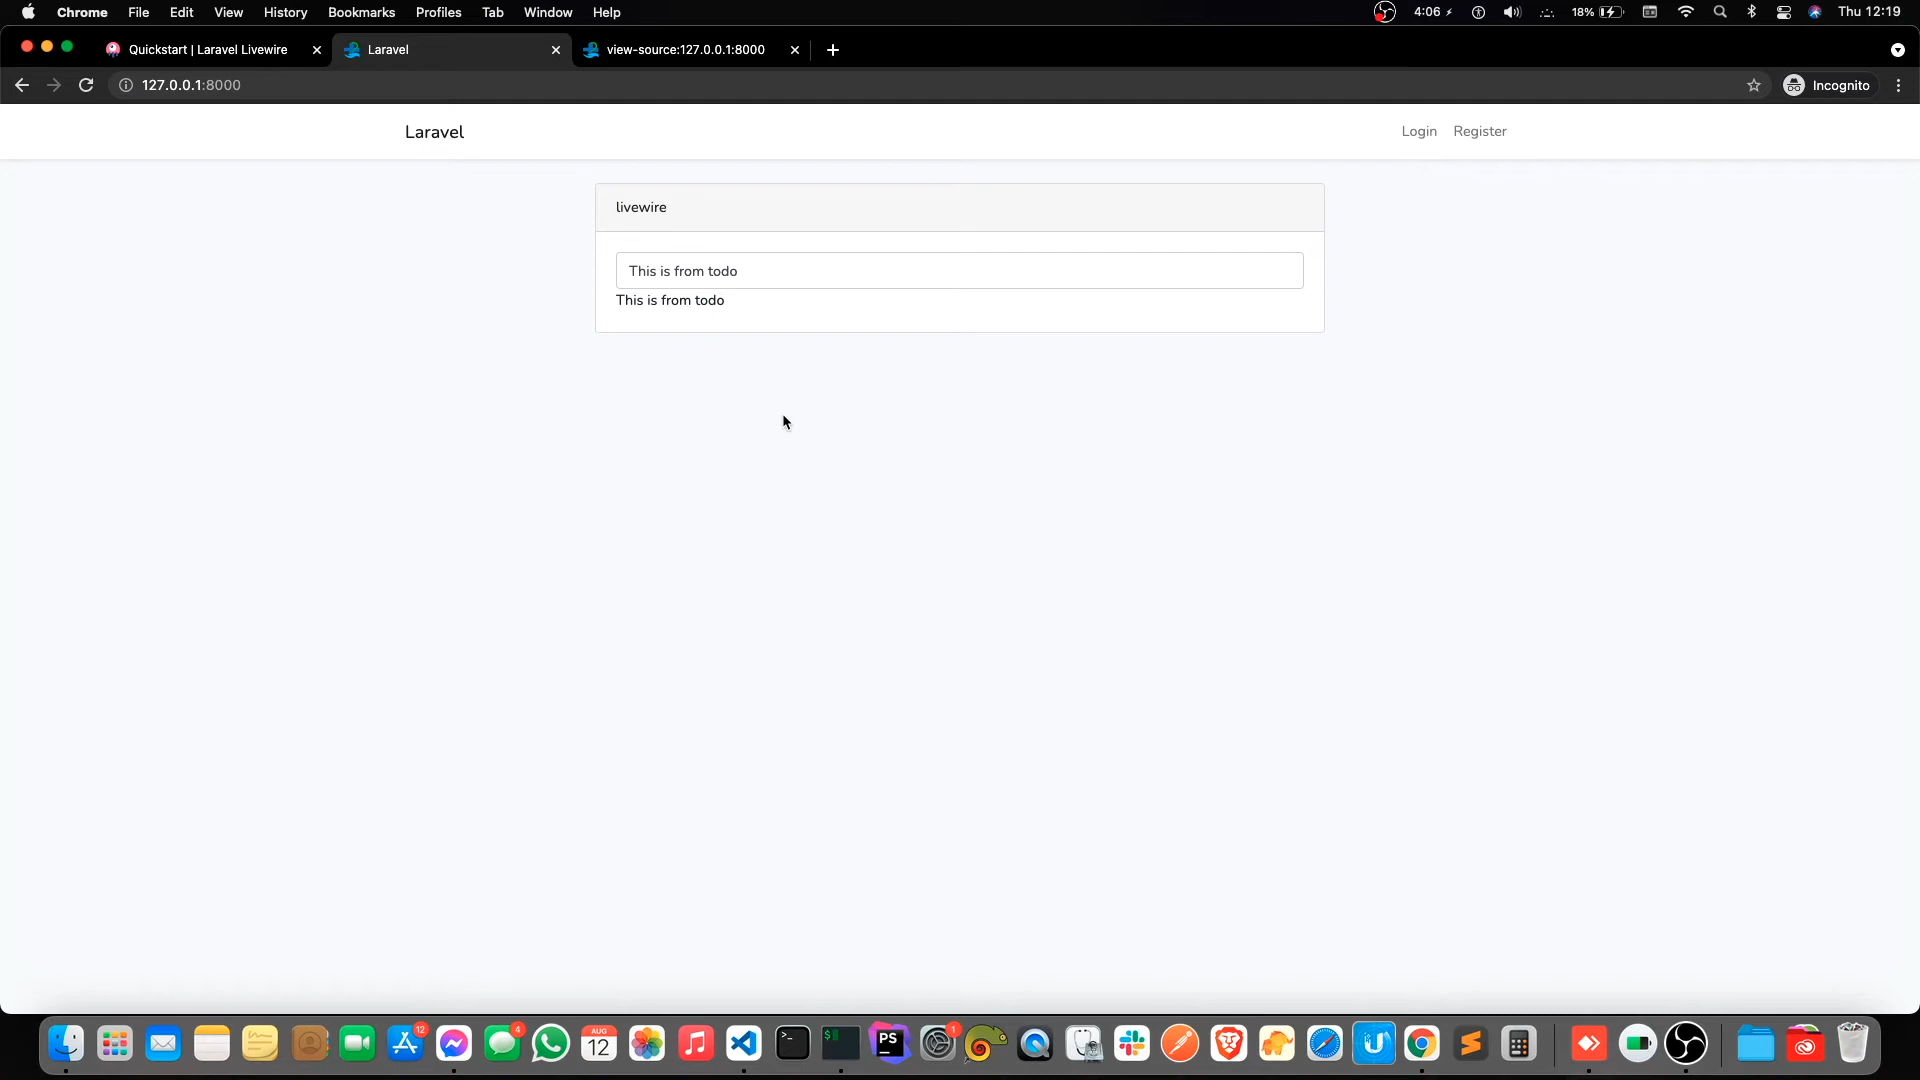 Chrome File Edit View History Bookmarks Profiles Tab Window Help 4:06 18% Thu 12:19
Quickstart | Laravel Livewire Laravel view-source:127.0.0.1:8000
127.0.0.1:8000 Incognito
Laravel Login Register
livewire
This is from todo
This is from todo
12 4 AUG 12 >_ $ PS 1 U